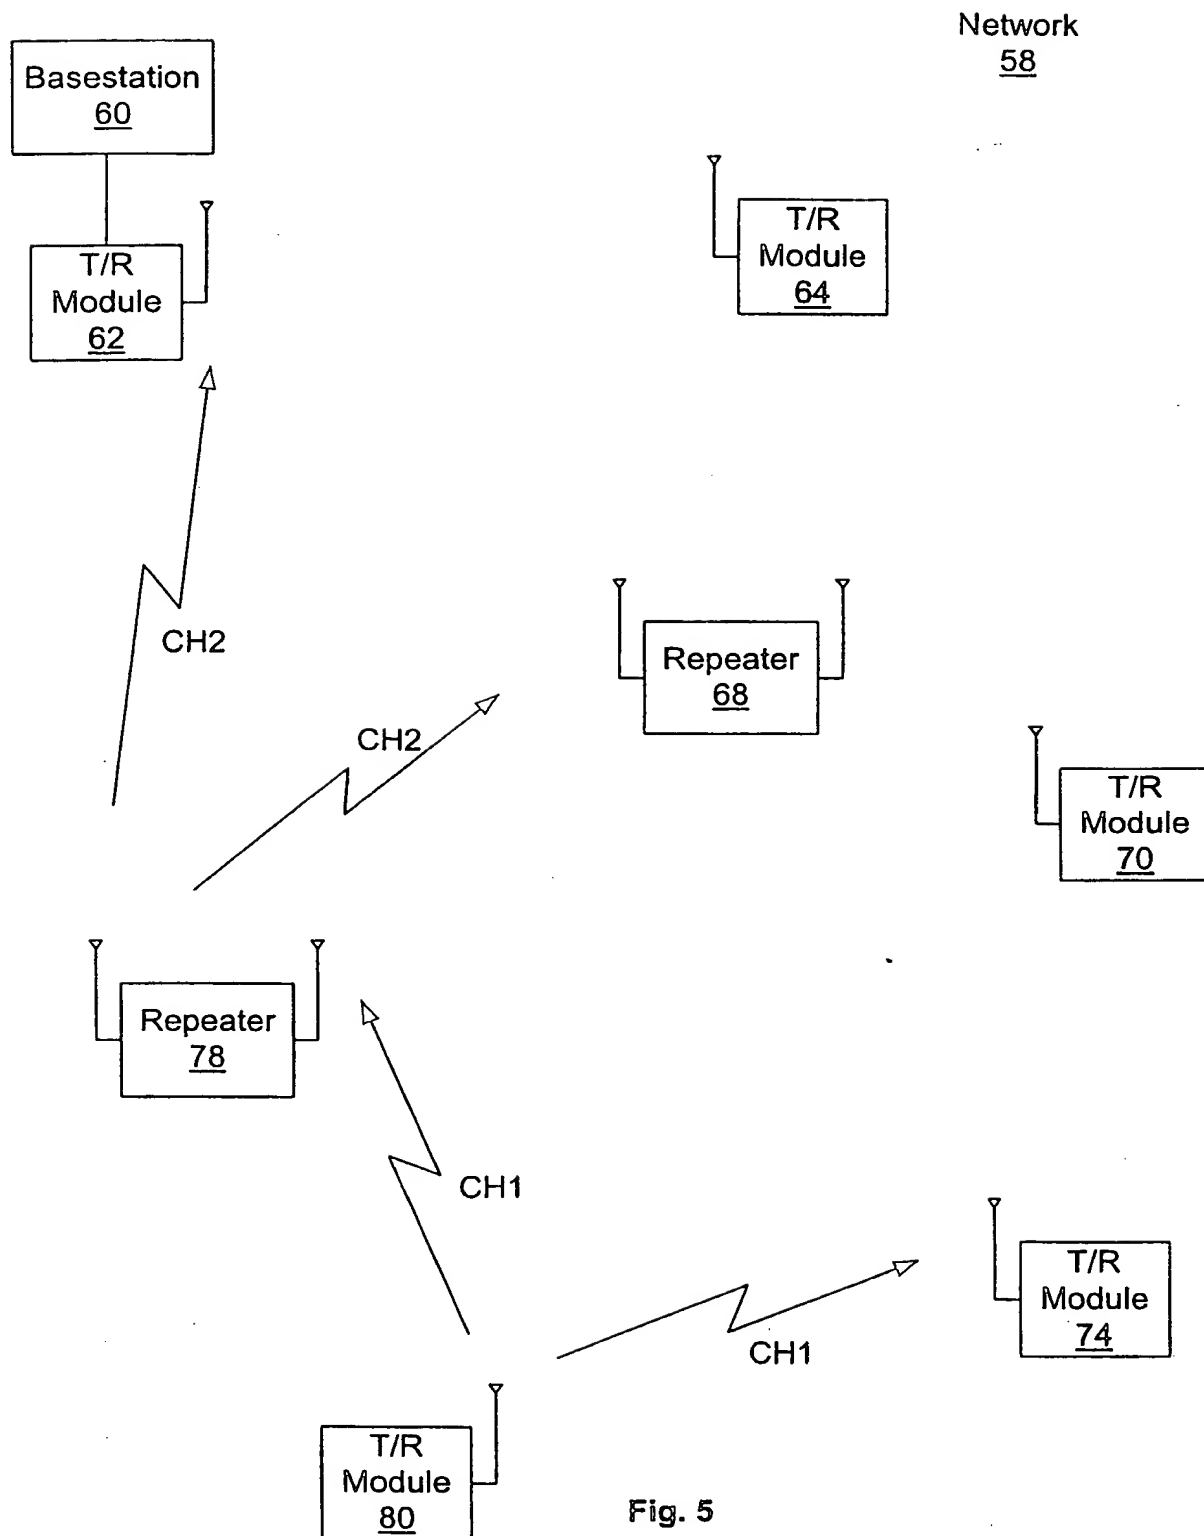 Network
58
Basestation
60
T/R
Module
62
T/R
Module
64
CH2
Repeater
68
CH2
T/R
Module
70
Repeater
78
CH1
T/R
Module
74
CH1
T/R
Module
80
Fig. 5